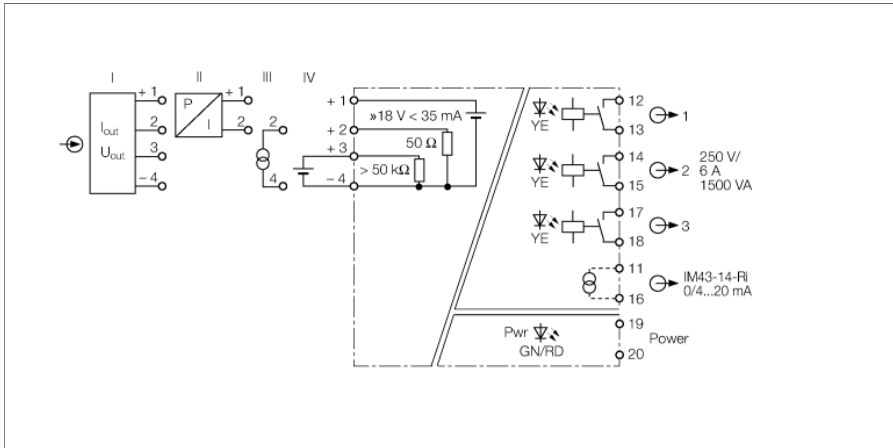 I II III IV
+ 1 + 1 + 1
2 2 2 + 2
3 + 3
− 4 4 − 4
I out
U out
P
I
»18 V < 35 mA
50 Ω
> 50 kΩ
YE
12
13
1
YE
14
15
2
250 V/
6 A
1500 VA
YE
17
18
3
11
16
IM43-14-Ri
0/4...20 mA
Pwr
GN/RD
19
20
Power